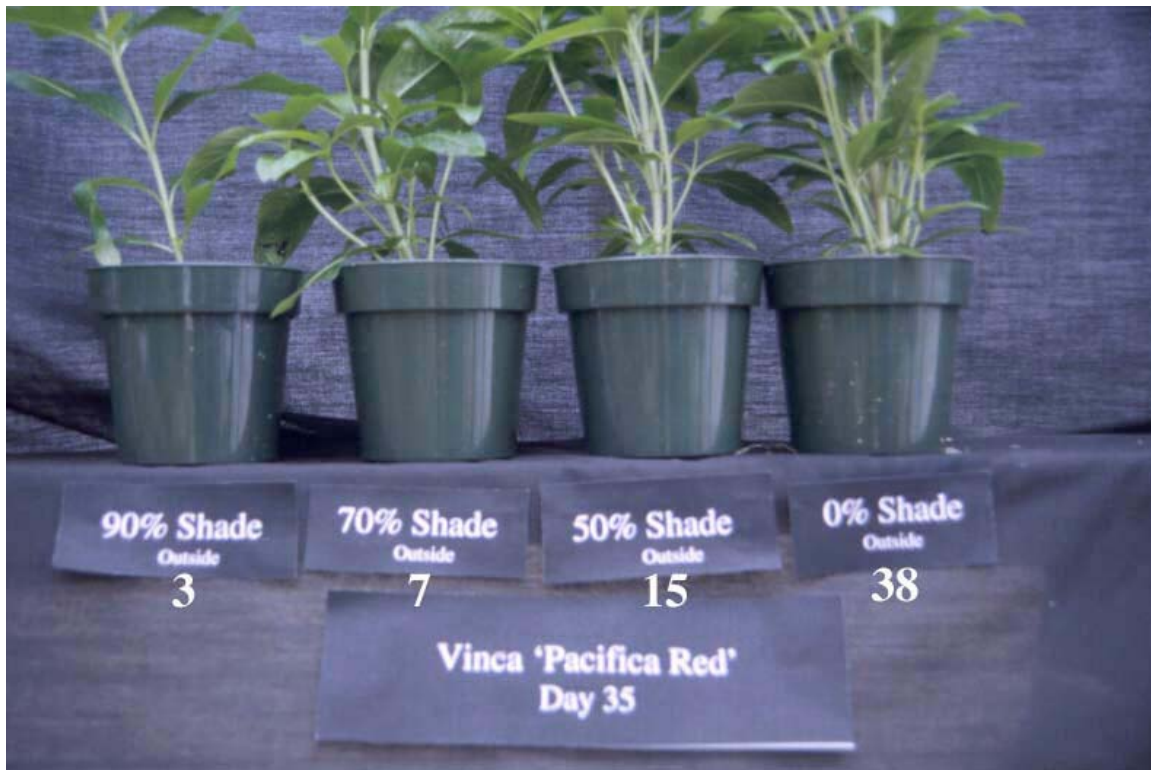 90% Shade
Outside
3
70% Shade
Outside
7
50% Shade
Outside
15
0% Shade
Outside
38
Vinca ‘Pacifica Red’
Day 35